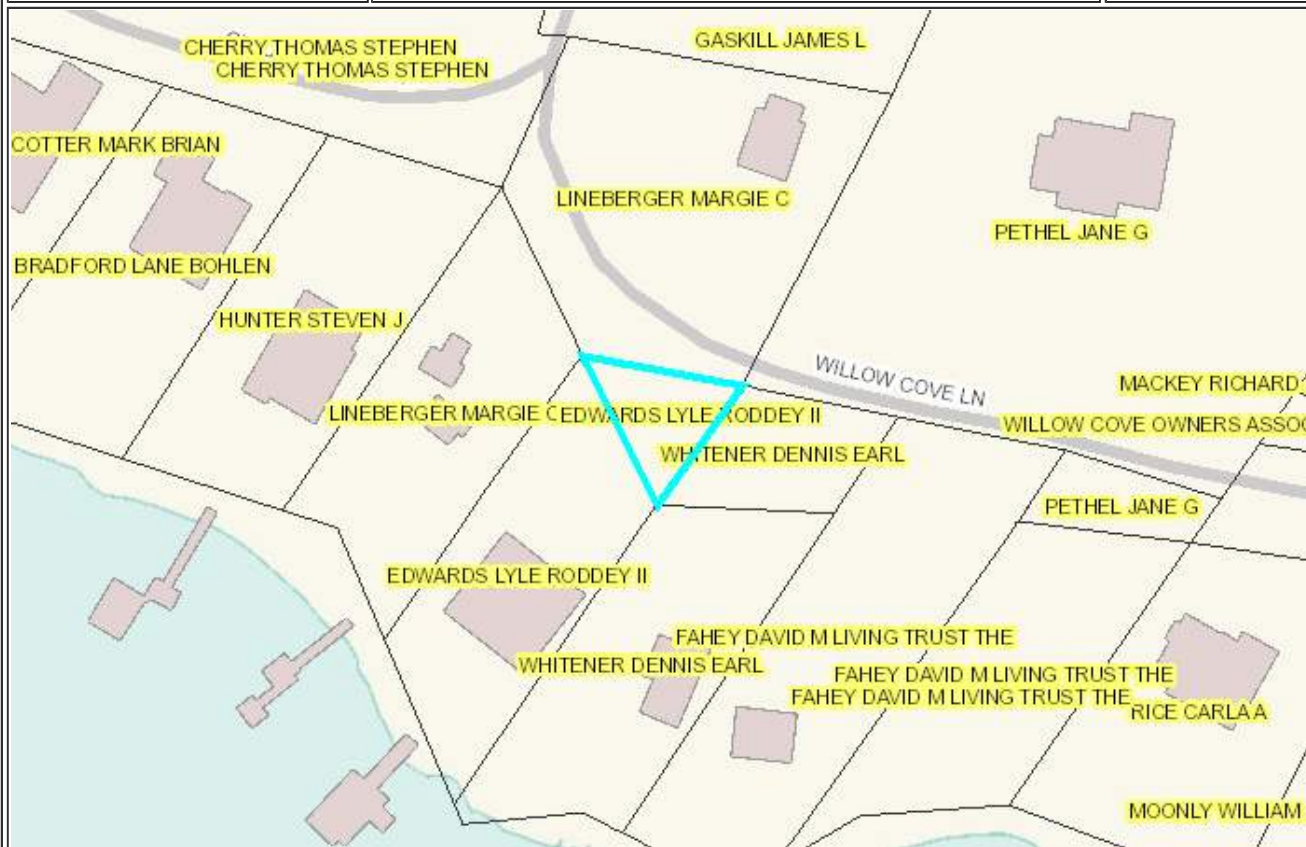 GASKILL JAMES L
CHERRY THOMAS STEPHEN
CHERRY THOMAS STEPHEN
COTTER MARK BRIAN
LINEBERGER MARGIE C
PETHEL JANE G
BRADFORD LANE BOHLEN
HUNTER STEVEN J
WILLOW COVE LN
MACKEY RICHARD
LINEBERGER MARGIE C
EDWARDS LYLE RODDEY II
WILLOW COVE OWNERS ASSOC
WHITENER DENNIS EARL
PETHEL JANE G
EDWARDS LYLE RODDEY II
FAHEY DAVID M LIVING TRUST THE
WHITENER DENNIS EARL
FAHEY DAVID M LIVING TRUST THE
FAHEY DAVID M LIVING TRUST THE
RICE CARLA A
MOONLY WILLIAM